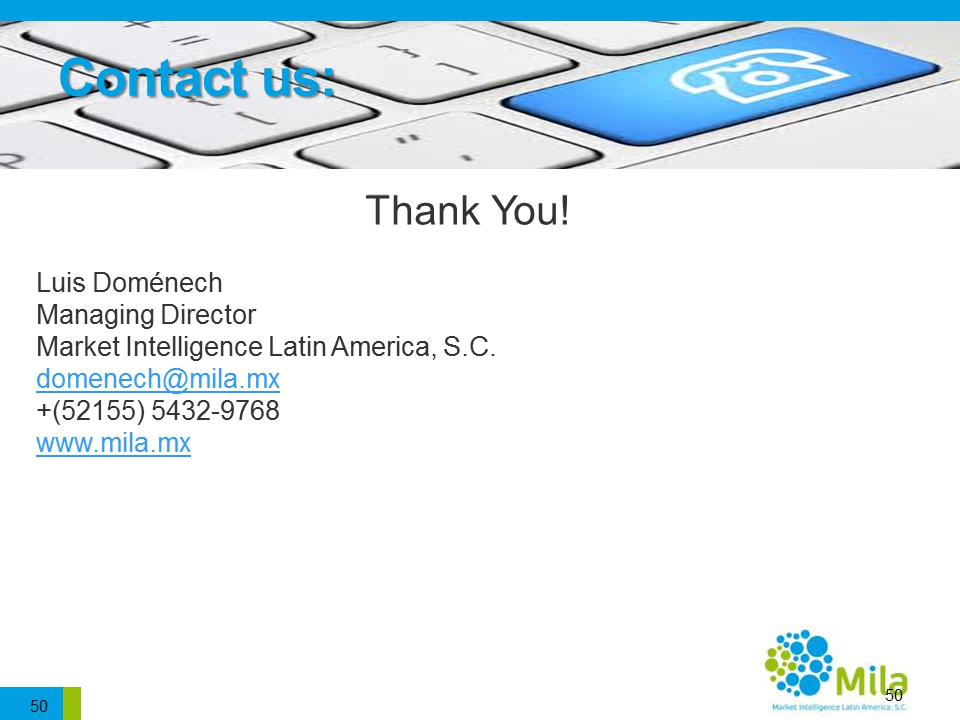 Contact us:
Thank You!
Luis Doménech
Managing Director
Market Intelligence Latin America, S.C.
domenech@mila.mx
+(52155) 5432-9768
www.mila.mx
Mila
50
Market Intelligence Latin America, S.C.
50